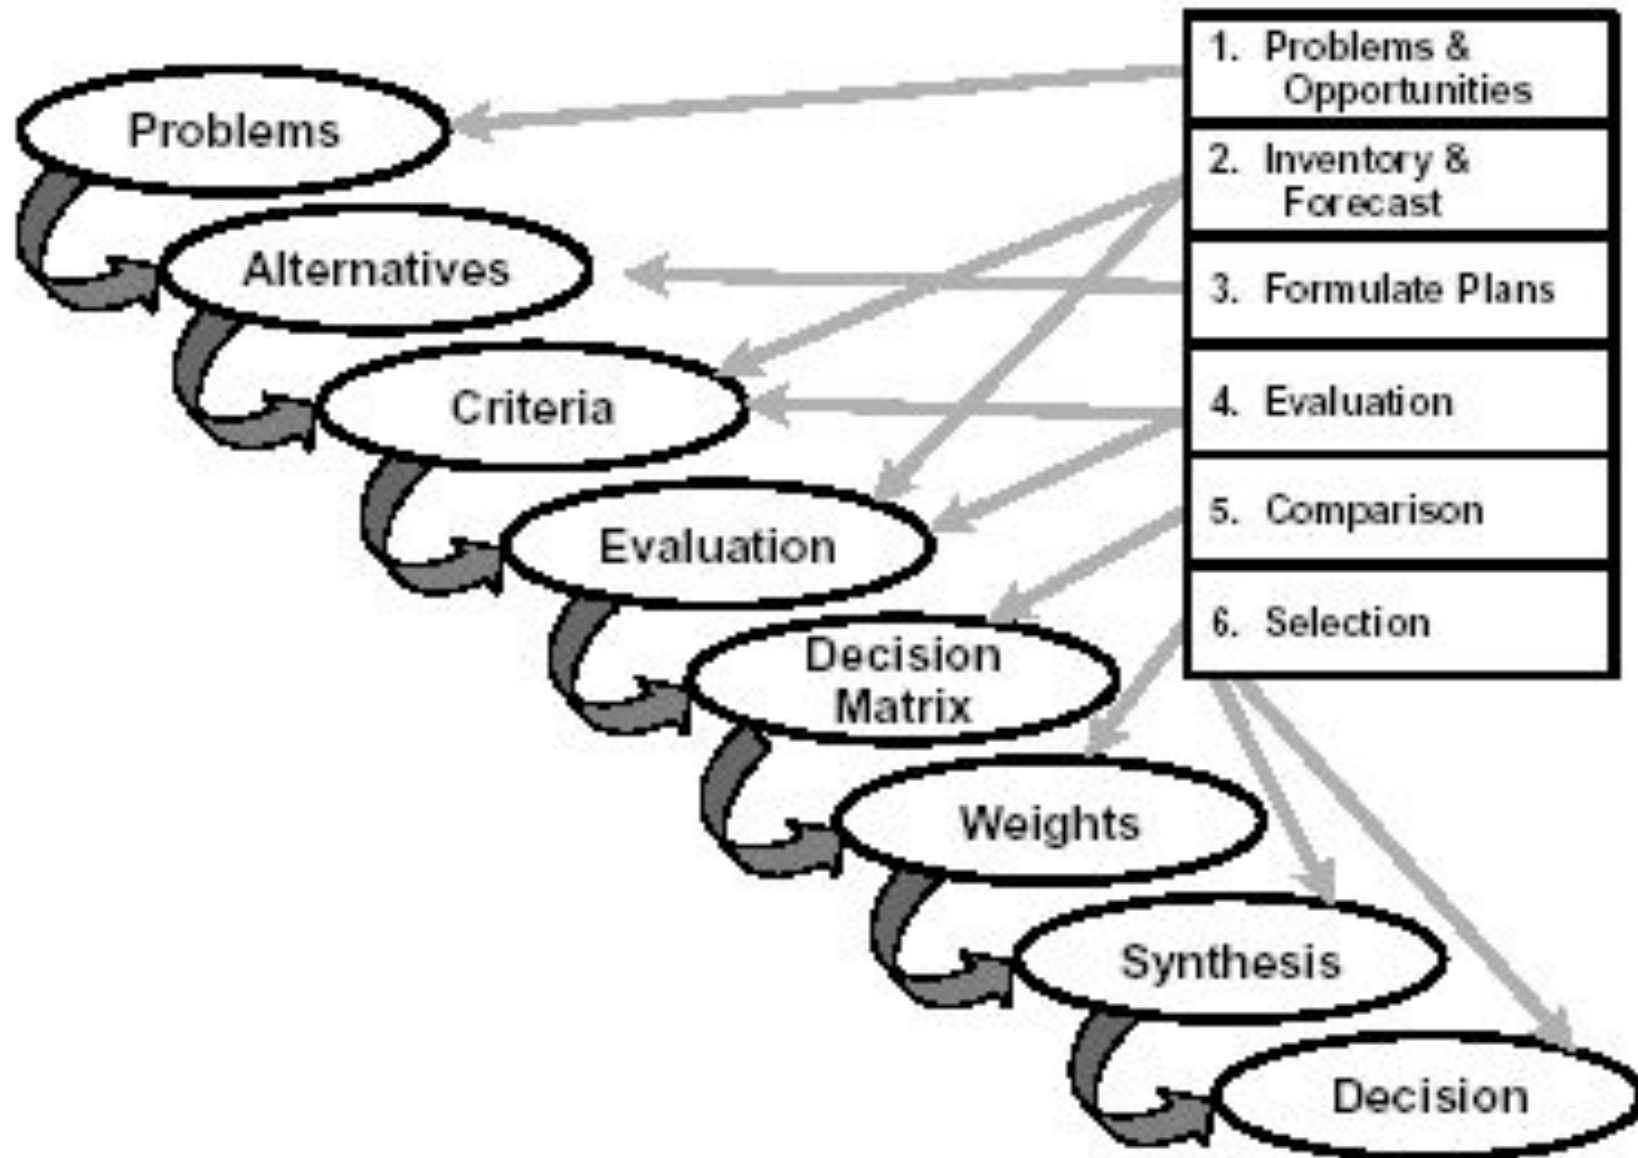 Problems
Alternatives
Criteria
Evaluation
Decision
Matrix
Weights
Synthesis
Decision
1. Problems &
Opportunities
2. Inventory &
Forecast
3. Formulate Plans
4. Evaluation
5. Comparison
6. Selection